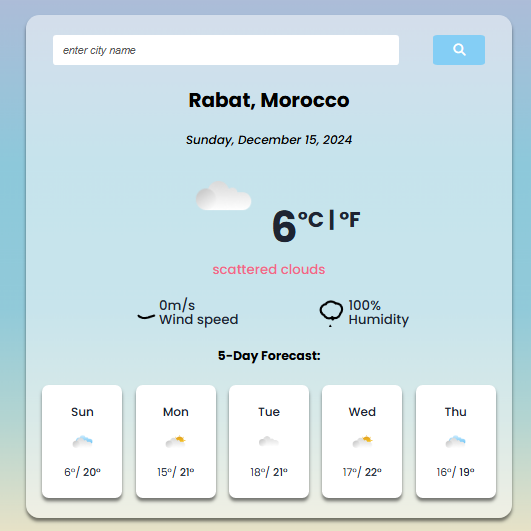 enter city name
Rabat, Morocco
Sunday, December 15, 2024
6°C | °F
scattered clouds
0m/s
Wind speed
100%
Humidity
5-Day Forecast:
Sun
6°/ 20°
Mon
15°/ 21°
Tue
18°/ 21°
Wed
17°/ 22°
Thu
16°/ 19°